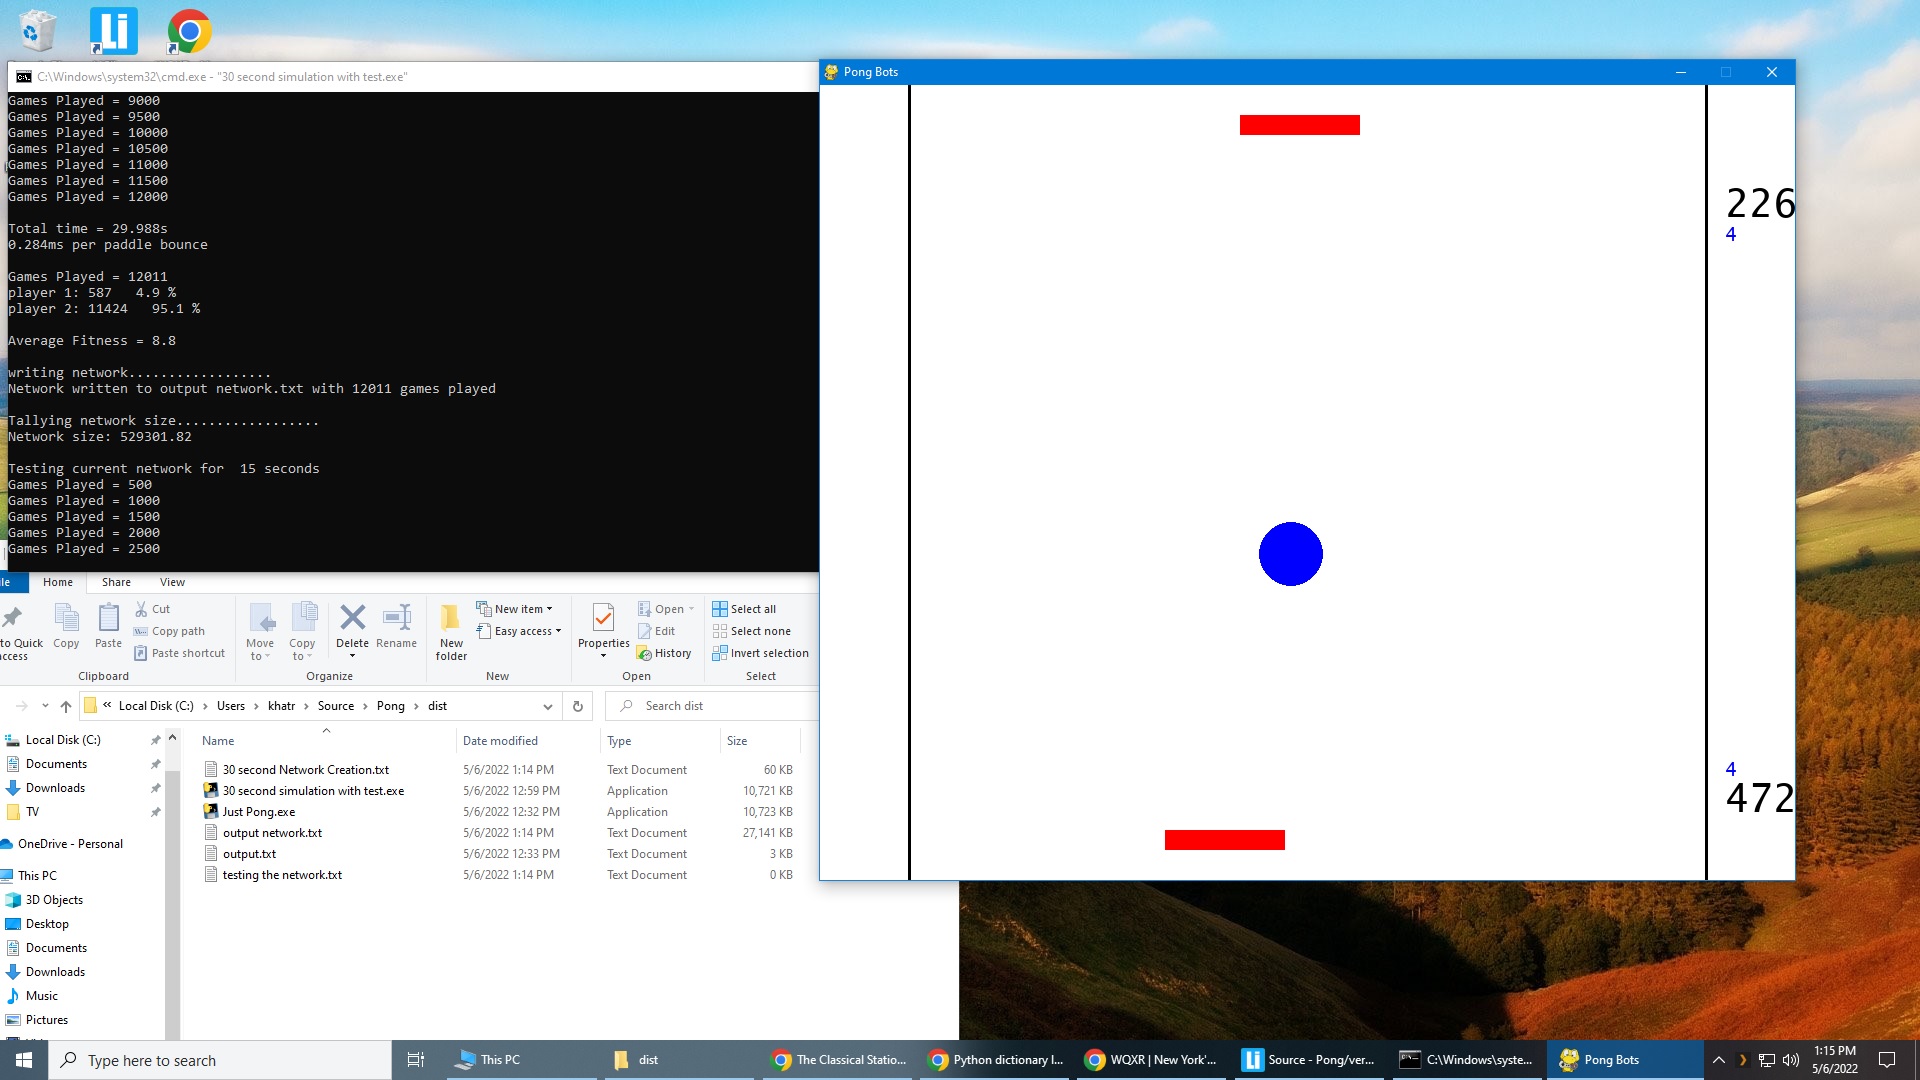 C:\Windows\system32\cmd.exe - "30 second simulation with test.exe"
Games Played = 9000
Games Played = 9500
Games Played = 10000
Games Played = 10500
Games Played = 11000
Games Played = 11500
Games Played = 12000
Total time = 29.988s
0.284ms per paddle bounce
Games Played = 12011
player 1: 587   4.9 %
player 2: 11424   95.1 %
Average Fitness = 8.8
writing network..................
Network written to output network.txt with 12011 games played
Tallying network size..................
Network size: 529301.82
Testing current network for  15 seconds
Games Played = 500
Games Played = 1000
Games Played = 1500
Games Played = 2000
Games Played = 2500
Pong Bots
226
4
4
472
Home Share View
Cut
Copy path
Paste shortcut
to Quick
Copy Paste
Clipboard
Move to
Copy to
Delete Rename
Organize
New folder
New item
Easy access
New
Properties
Open
Edit
History
Open
Select all
Select none
Invert selection
Select
« Local Disk (C:) › Users › khatr › Source › Pong › dist
Search dist
Local Disk (C:)
Documents
Downloads
TV
OneDrive - Personal
This PC
3D Objects
Desktop
Documents
Downloads
Music
Pictures
Name Date modified Type Size
30 second Network Creation.txt 5/6/2022 1:14 PM Text Document 60 KB
30 second simulation with test.exe 5/6/2022 12:59 PM Application 10,721 KB
Just Pong.exe 5/6/2022 12:32 PM Application 10,723 KB
output network.txt 5/6/2022 1:14 PM Text Document 27,141 KB
output.txt 5/6/2022 12:33 PM Text Document 3 KB
testing the network.txt 5/6/2022 1:14 PM Text Document 0 KB
Type here to search
This PC
dist
The Classical Statio...
Python dictionary l...
WQXR | New York'...
Source - Pong/ver...
C:\Windows\syste...
Pong Bots
1:15 PM
5/6/2022